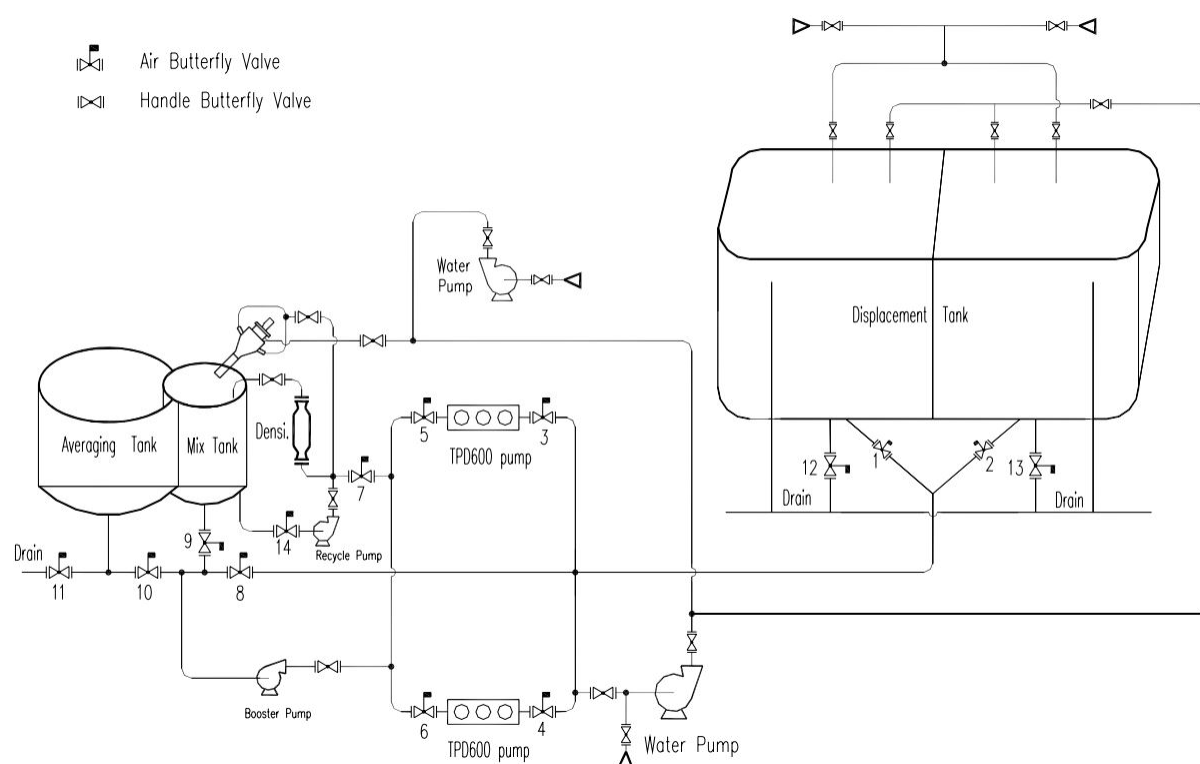 Air Butterfly Valve
Handle Butterfly Valve
Water
Pump
Displacement Tank
Averaging Tank
Mix Tank
Densi.
5
3
TPD600 pump
7
12
1
2
13
Drain
Drain
9
14
Recycle Pump
Drain
11
10
8
Booster Pump
6
4
TPD600 pump
Water Pump